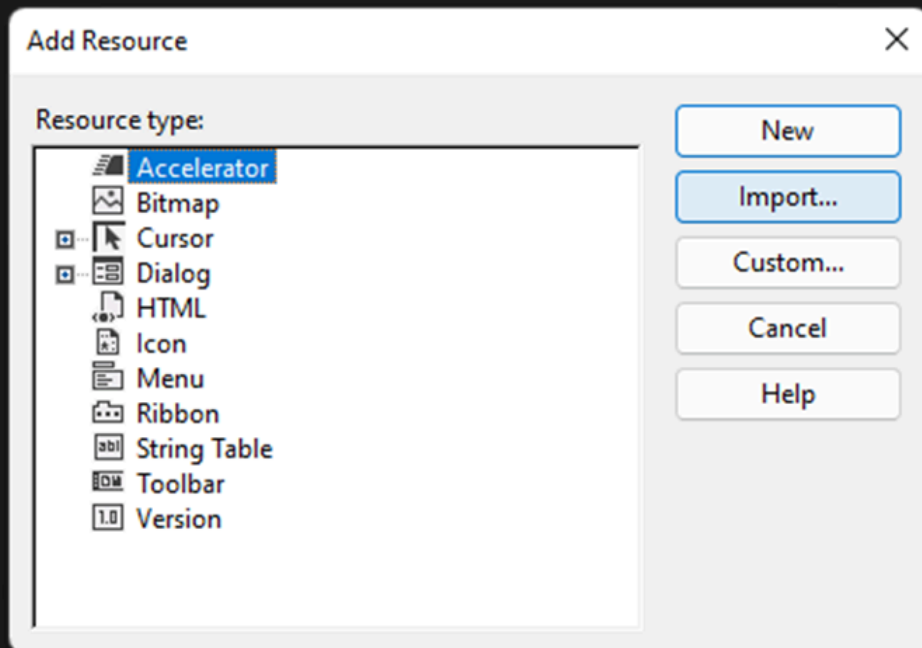 Add Resource
Resource type:
Accelerator
Bitmap
Cursor
Dialog
HTML
Icon
Menu
Ribbon
String Table
Toolbar
Version
New
Import...
Custom...
Cancel
Help